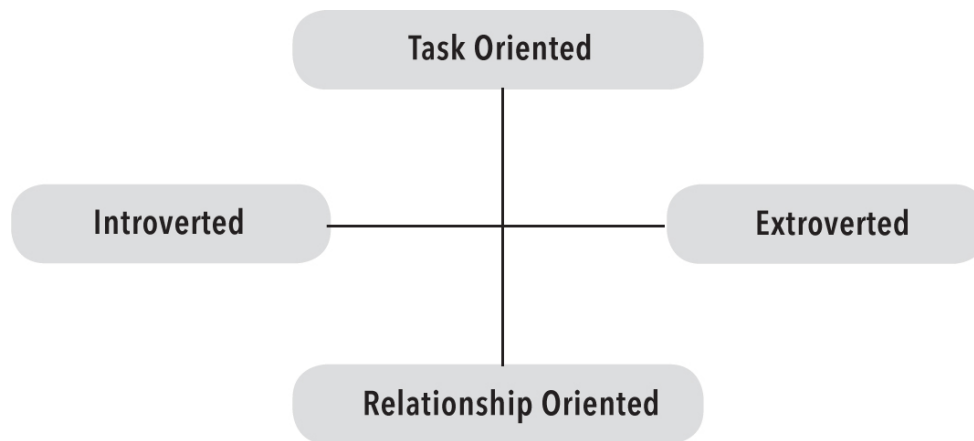 Task Oriented
Introverted
Extroverted
Relationship Oriented